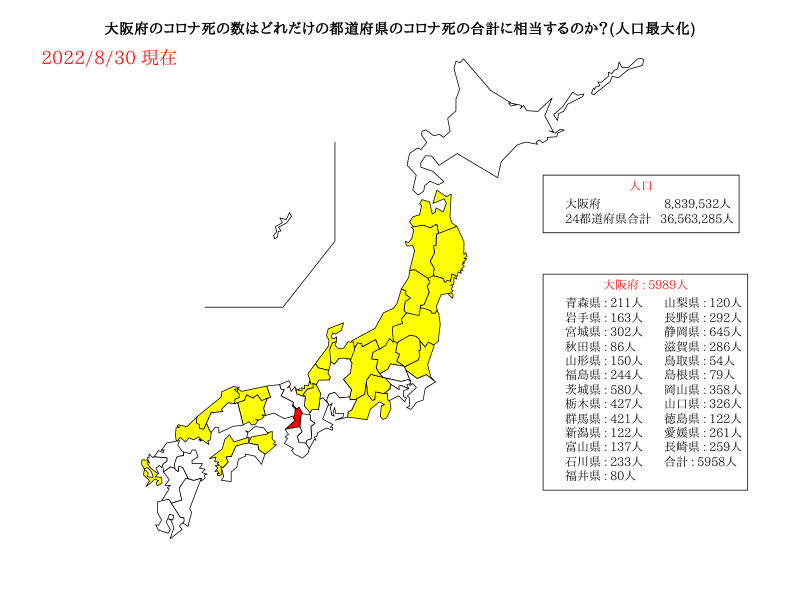 大阪府のコロナ死の数はどれだけの都道府県のコロナ死の合計に相当するのか?(人口最大化)
2022/8/30 現在
人口
大阪府 8,839,532人
24都道府県合計 36,563,285人
大阪府 : 5989人
青森県 : 211人 山梨県 : 120人
岩手県 : 163人 長野県 : 292人
宮城県 : 302人 静岡県 : 645人
秋田県 : 86人 滋賀県 : 286人
山形県 : 150人 鳥取県 : 54人
福島県 : 244人 島根県 : 79人
茨城県 : 580人 岡山県 : 358人
栃木県 : 427人 山口県 : 326人
群馬県 : 421人 徳島県 : 122人
新潟県 : 122人 愛媛県 : 261人
富山県 : 137人 長崎県 : 259人
石川県 : 233人 合計 : 5958人
福井県 : 80人